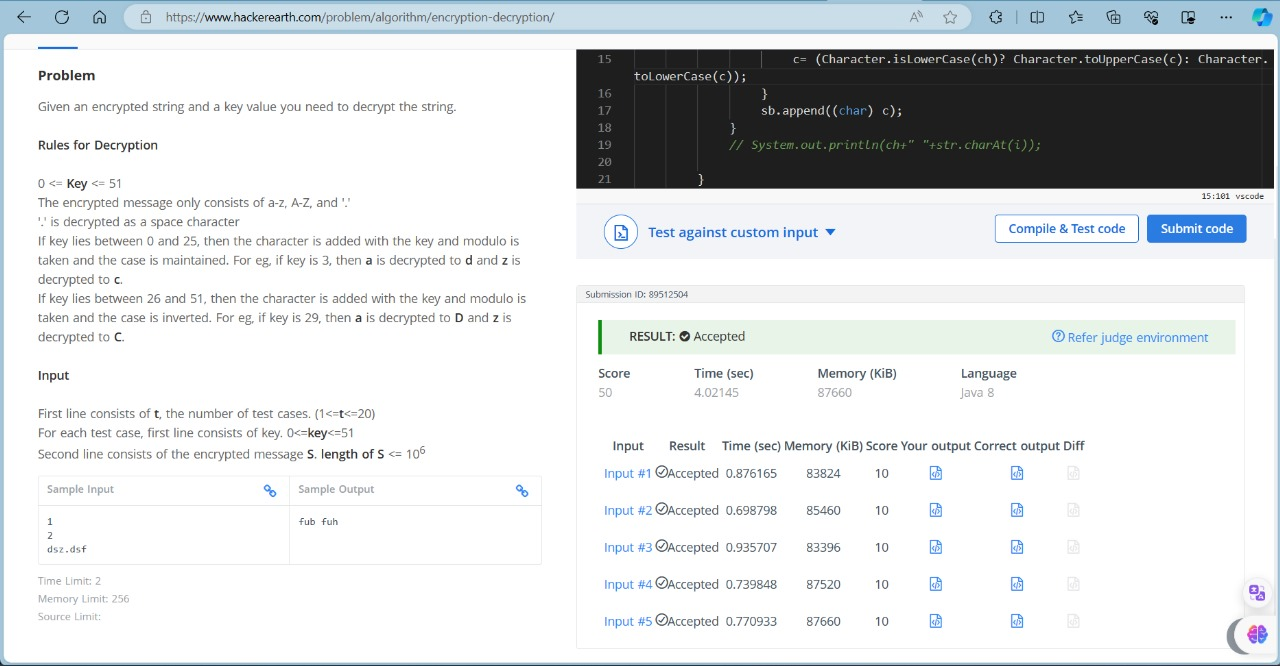 https://www.hackerearth.com/problem/algorithm/encryption-decryption/
Problem
Given an encrypted string and a key value you need to decrypt the string.
Rules for Decryption
0 <= Key <= 51
The encrypted message only consists of a-z, A-Z, and '.'
'.' is decrypted as a space character
If key lies between 0 and 25, then the character is added with the key and modulo is
taken and the case is maintained. For eg, if key is 3, then a is decrypted to d and z is
decrypted to c.
If key lies between 26 and 51, then the character is added with the key and modulo is
taken and the case is inverted. For eg, if key is 29, then a is decrypted to D and z is
decrypted to C.
Input
First line consists of t, the number of test cases. (1<=t<=20)
For each test case, first line consists of key. 0<=key<=51
Second line consists of the encrypted message S. length of S <= 10^6
Sample Input
Sample Output
1
2
dsz.dsf
fub fuh
Time Limit: 2
Memory Limit: 256
Source Limit:
15 c= (Character.isLowerCase(ch)? Character.toUpperCase(c): Character.
toLowerCase(c));
16 }
17 sb.append((char) c);
18 }
19 // System.out.println(ch+" "+str.charAt(i));
20
21 }
15:101 vscode
Test against custom input
Compile & Test code
Submit code
Submission ID: 89512504
RESULT: Accepted
Refer judge environment
Score Time (sec) Memory (KiB) Language
50 4.02145 87660 Java 8
Input Result Time (sec) Memory (KiB) Score Your output Correct output Diff
Input #1 Accepted 0.876165 83824 10
Input #2 Accepted 0.698798 85460 10
Input #3 Accepted 0.935707 83396 10
Input #4 Accepted 0.739848 87520 10
Input #5 Accepted 0.770933 87660 10